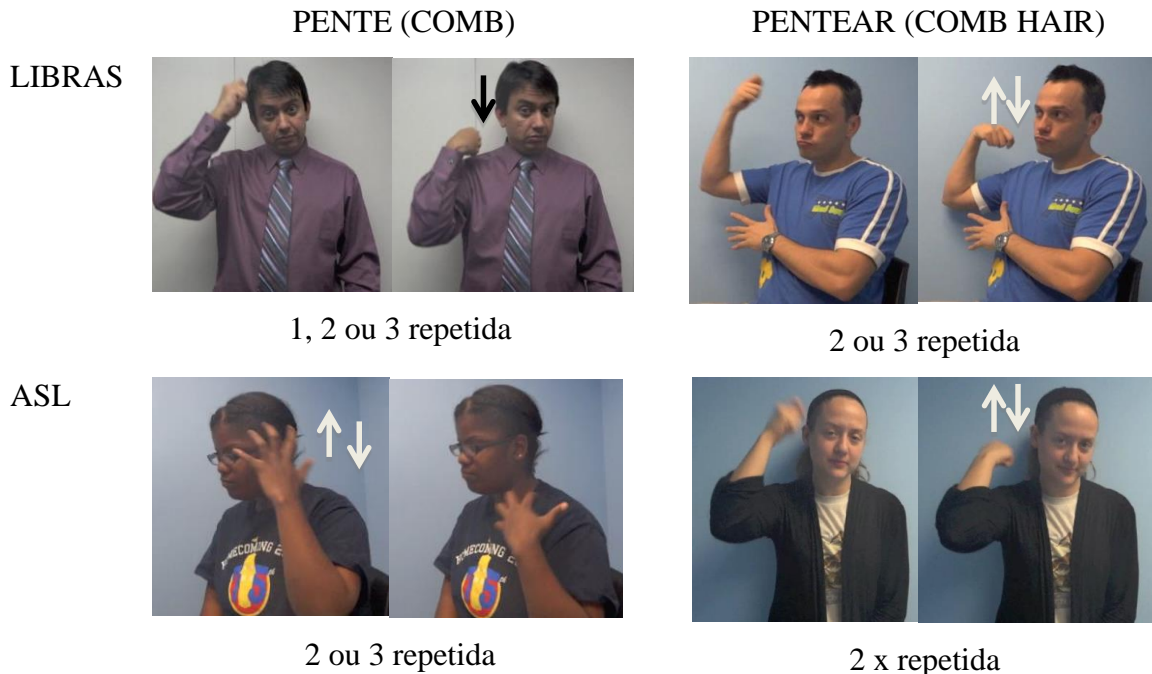 PENTE (COMB)
PENTEAR (COMB HAIR)
LIBRAS
1, 2 ou 3 repetida
2 ou 3 repetida
ASL
2 ou 3 repetida
2 x repetida